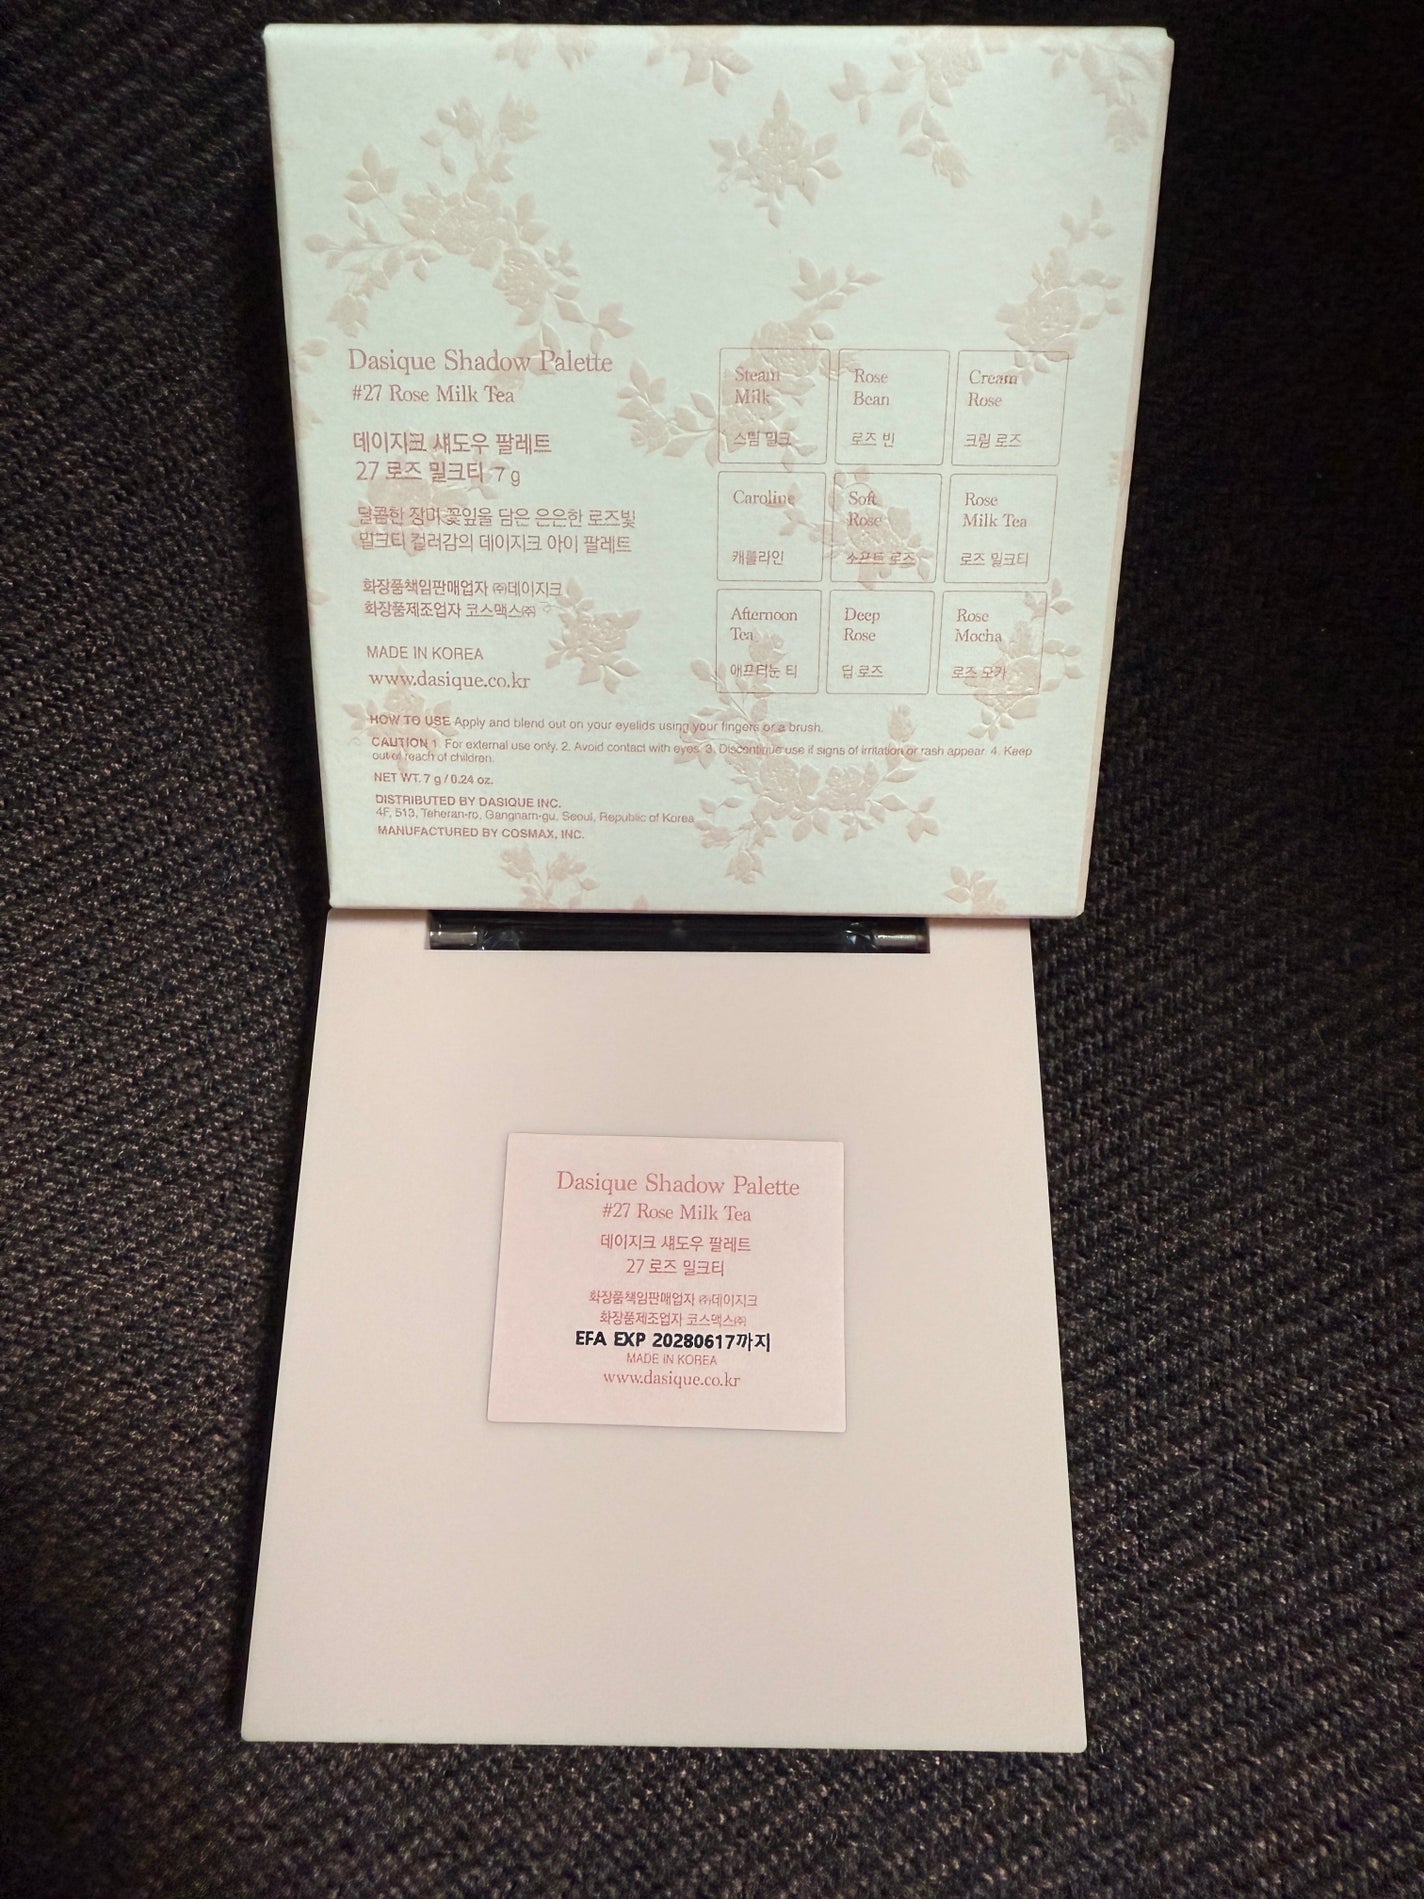 Dasique Shadow Palette
#27 Rose Milk Tea
데이지크 섀도우 팔레트
27 로즈 밀크티 7 g
달콤한 장미 꽃잎을 담은 은은한 로즈빛
밀크티 컬러감의 데이지크 아이 팔레트
화장품책임판매업자 ㈜데이지크
화장품제조업자 코스맥스㈜
MADE IN KOREA
www.dasique.co.kr
Steam
Milk
스팀 밀크
Rose
Bean
로즈 빈
Cream
Rose
크림 로즈
Caroline
캐롤라인
Soft
Rose
소프트 로즈
Rose
Milk Tea
로즈 밀크티
Afternoon
Tea
애프터눈 티
Deep
Rose
딥 로즈
Rose
Mocha
로즈 모카
HOW TO USE Apply and blend out on your eyelids using your fingers or a brush.
CAUTION 1. For external use only. 2. Avoid contact with eyes. 3. Discontinue use if signs of irritation or rash appear. 4. Keep
out of reach of children.
NET WT. 7 g / 0.24 oz.
DISTRIBUTED BY DASIQUE INC.
4F, 513, Teheran-ro, Gangnam-gu, Seoul, Republic of Korea
MANUFACTURED BY COSMAX, INC.
Dasique Shadow Palette
#27 Rose Milk Tea
데이지크 섀도우 팔레트
27 로즈 밀크티
화장품책임판매업자 ㈜데이지크
화장품제조업자 코스맥스㈜
EFA EXP 20280617까지
MADE IN KOREA
www.dasique.co.kr